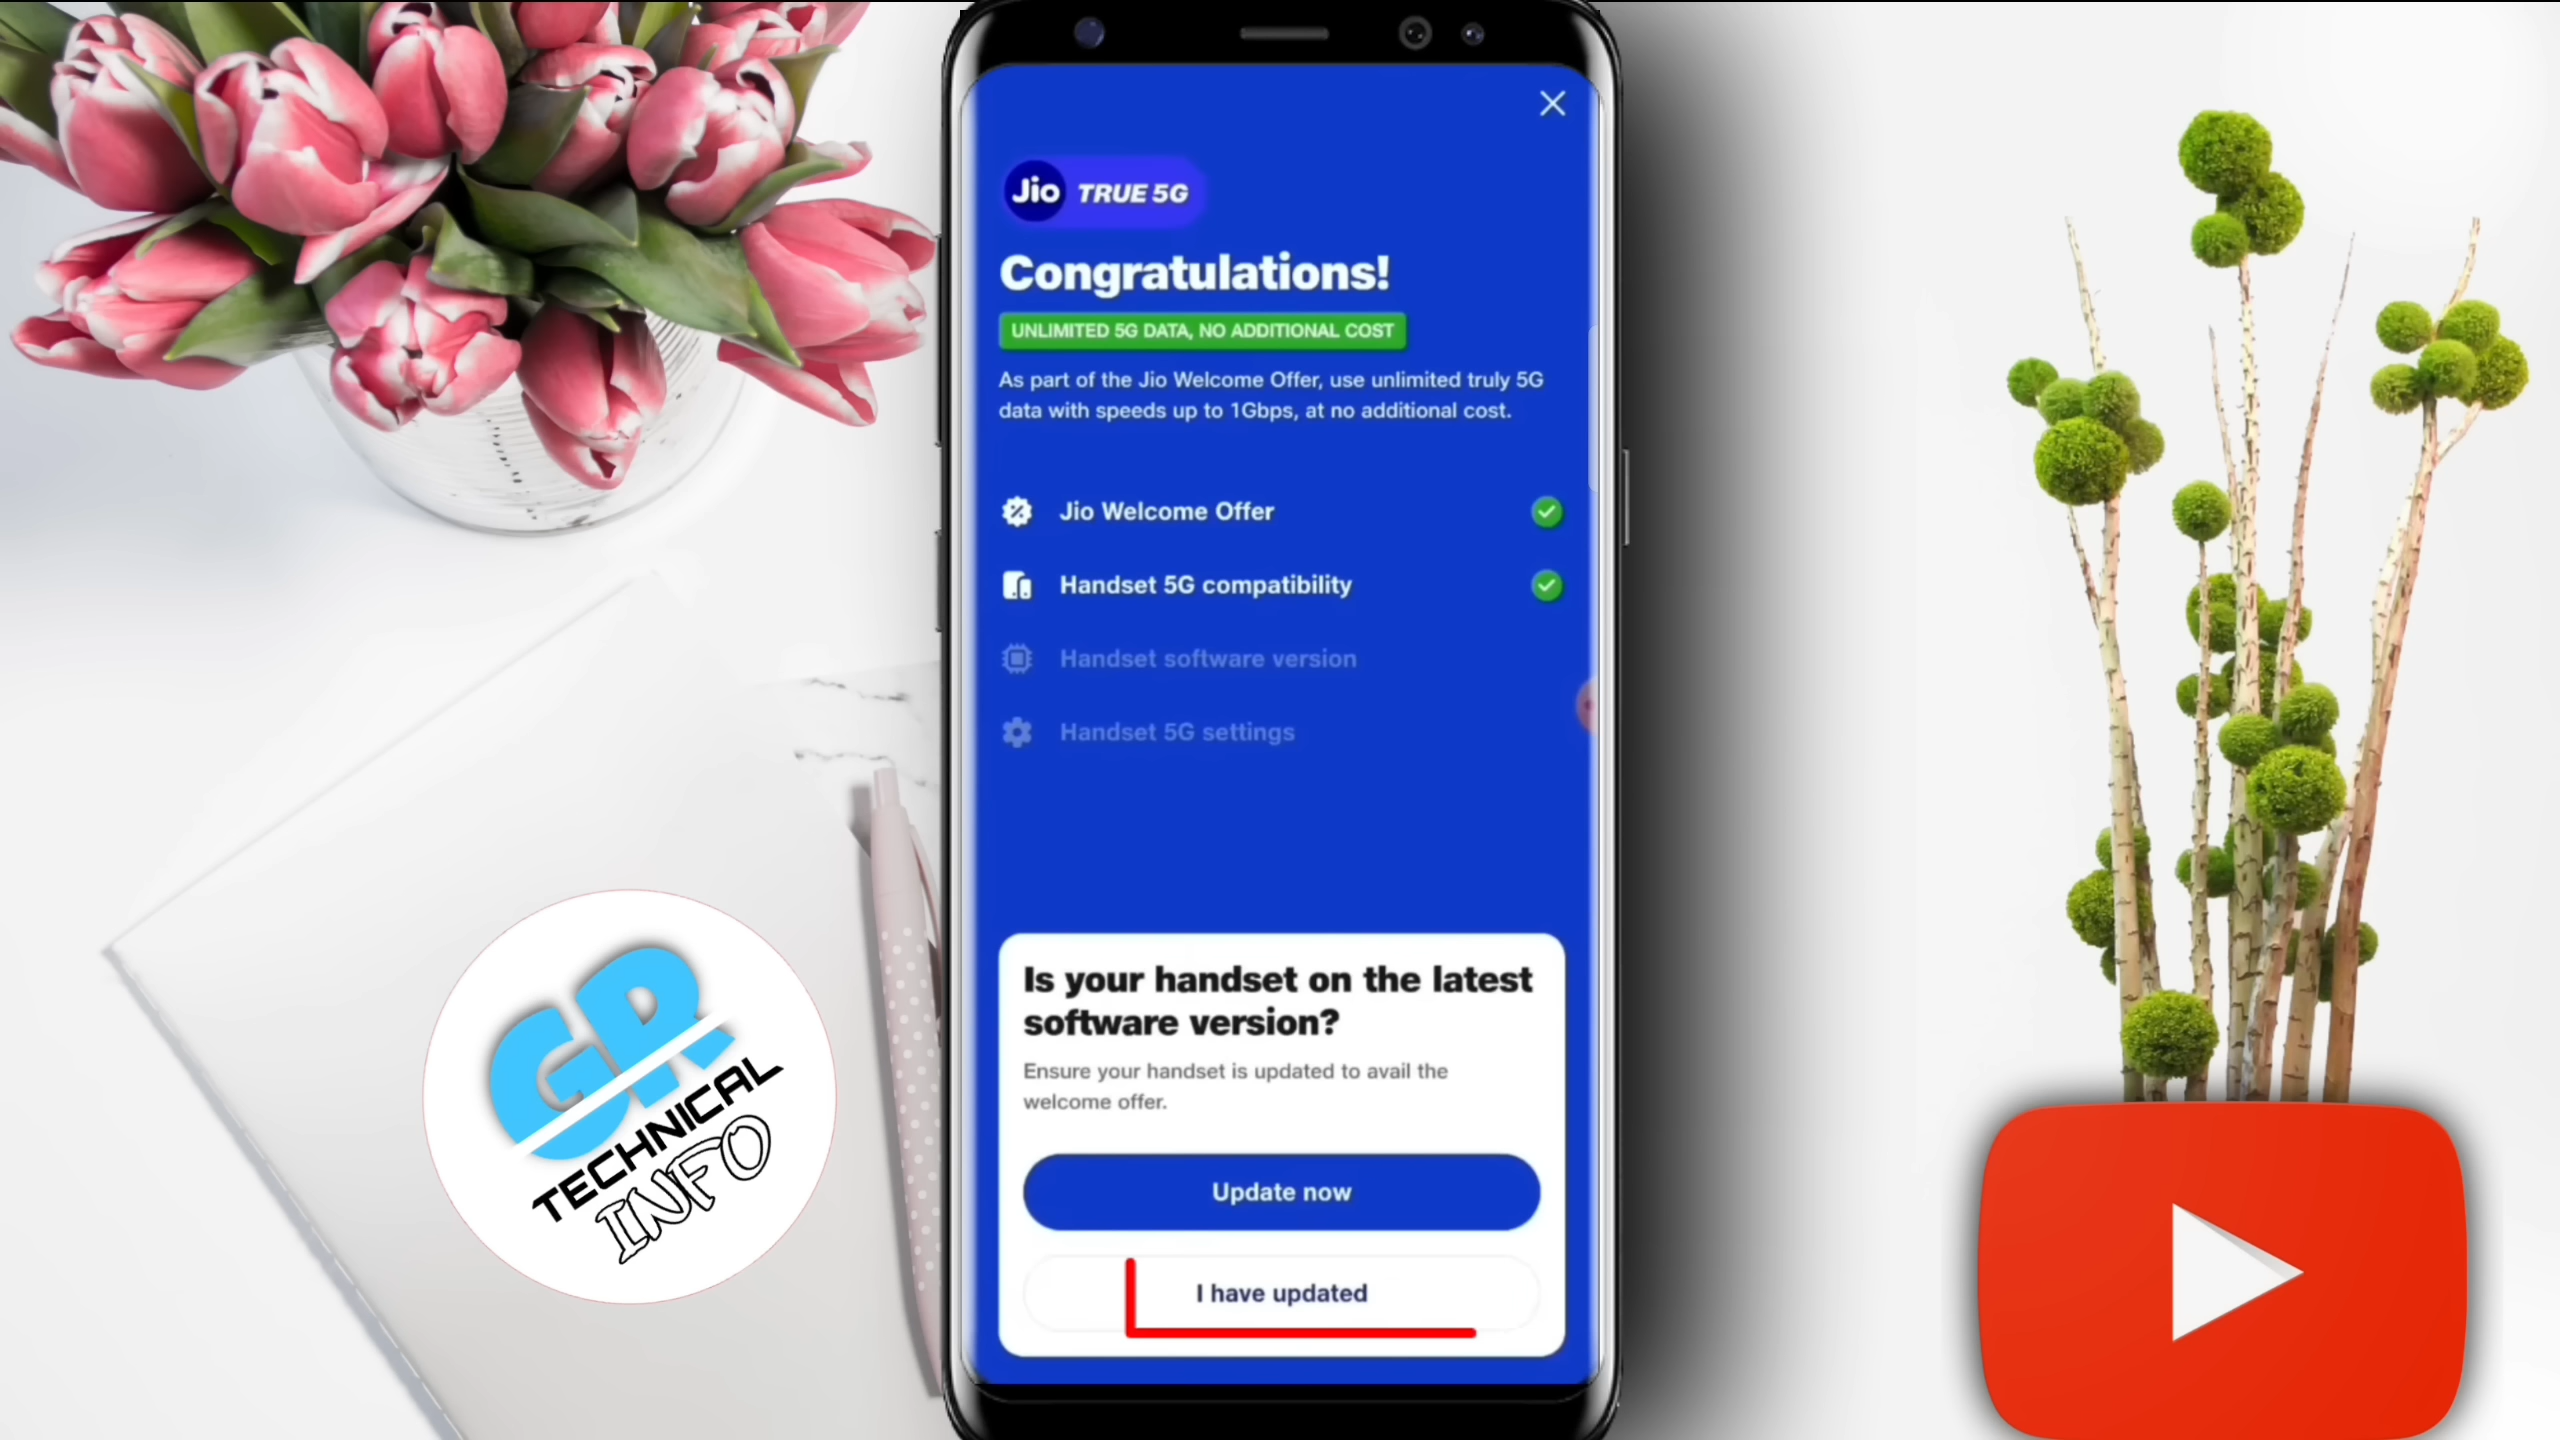 Jio TRUE 5G
Congratulations!
UNLIMITED 5G DATA, NO ADDITIONAL COST
As part of the Jio Welcome Offer, use unlimited truly 5G
data with speeds up to 1Gbps, at no additional cost.
Jio Welcome Offer
Handset 5G compatibility
Handset software version
Handset 5G settings
Is your handset on the latest
software version?
Ensure your handset is updated to avail the
welcome offer.
Update now
I have updated
GR
TECHNICAL
INFO